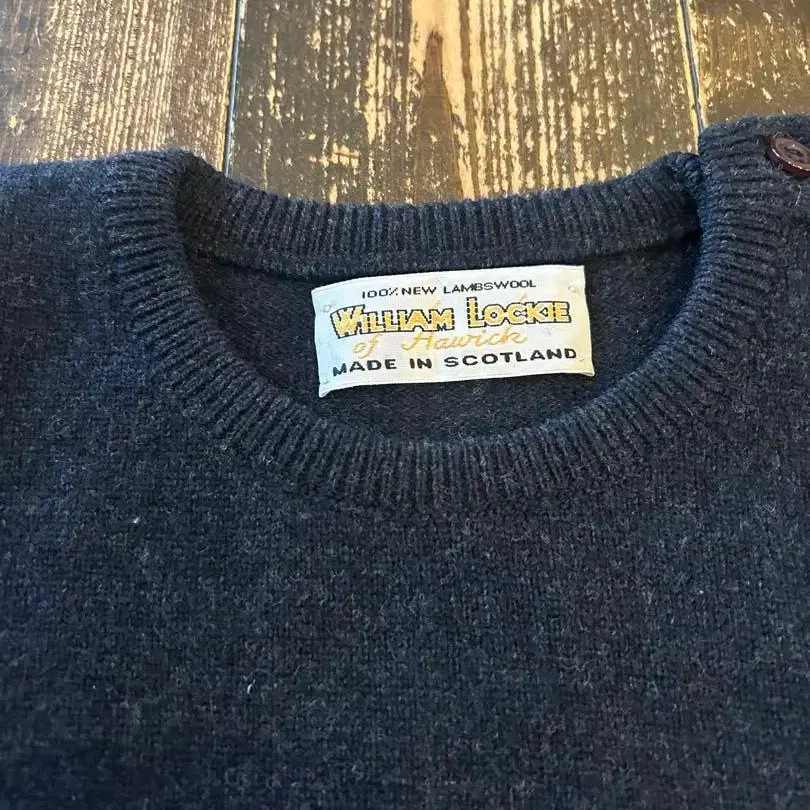 100% NEW LAMBSWOOL
WILLIAM LOCKIE
of Hawick
MADE IN SCOTLAND